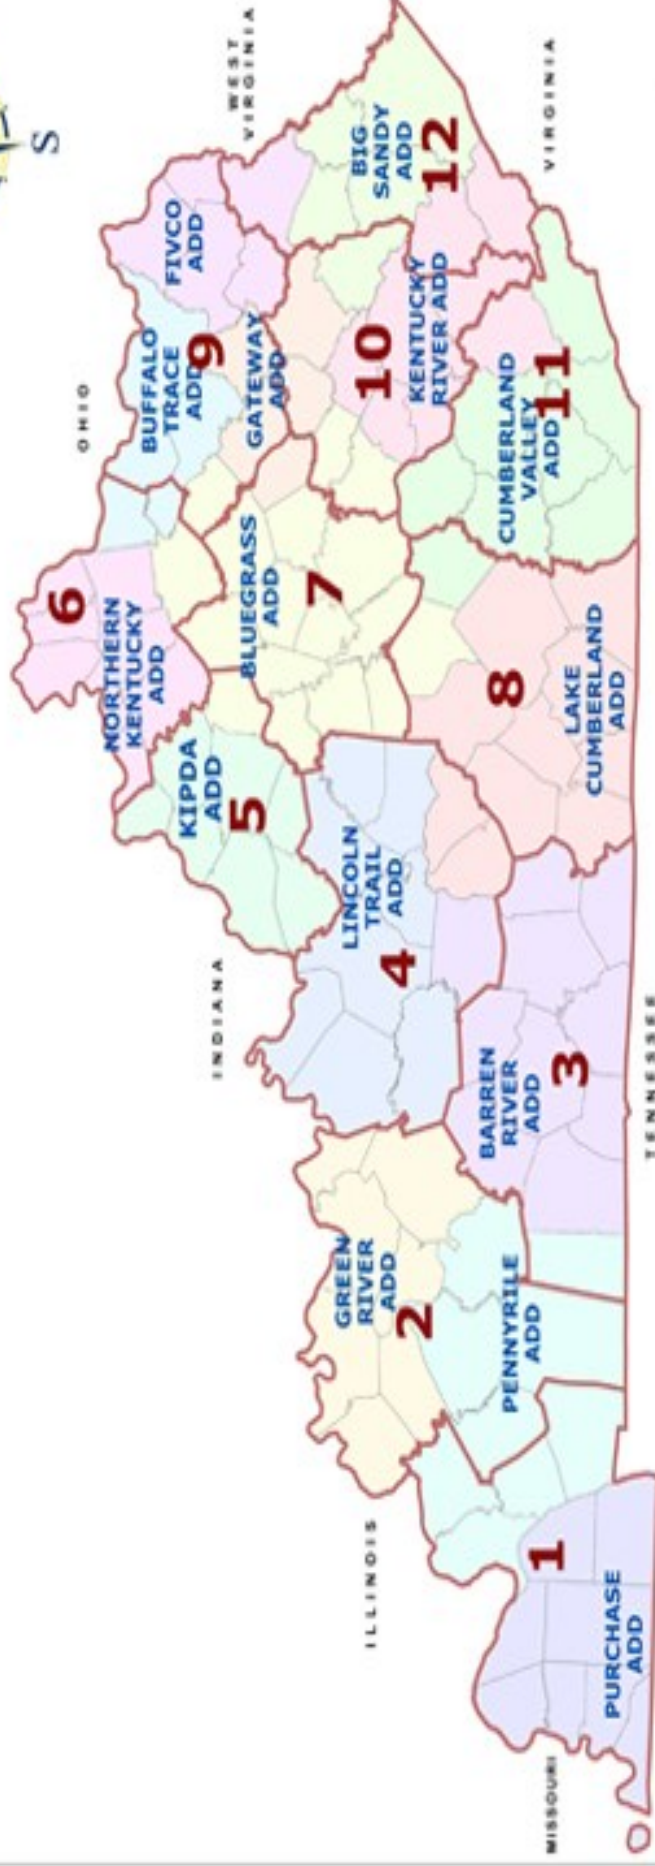 S
WEST
VIRGINIA
VIRGINIA
OHIO
INDIANA
ILLINOIS
MISSOURI
TENNESSEE
BIG
SANDY
ADD
12
FIVCO
ADD
BUFFALO
TRACE
ADD
9
GATEWAY
ADD
10
KENTUCKY
RIVER ADD
CUMBERLAND
VALLEY
ADD
11
6
NORTHERN
KENTUCKY
ADD
BLUEGRASS
ADD
7
8
LAKE
CUMBERLAND
ADD
KIPDA
ADD
5
LINCOLN
TRAIL
ADD
4
BARREN
RIVER
ADD
3
GREEN
RIVER
ADD
2
PENNYRILE
ADD
1
PURCHASE
ADD